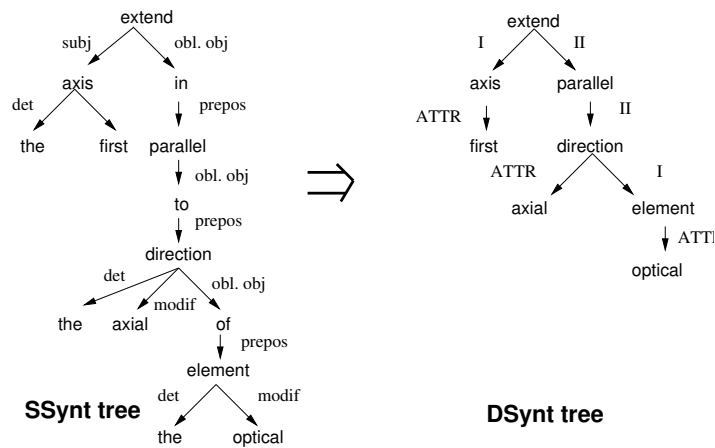 extend
subj obl. obj
axis in
det prepos
the first parallel
obl. obj
to
prepos
direction
det modif obl. obj
the axial of
prepos
element
det modif
the optical
SSynt tree
extend
I II
axis parallel
ATTR II
first direction
ATTR I
axial element
ATT
optical
DSynt tree